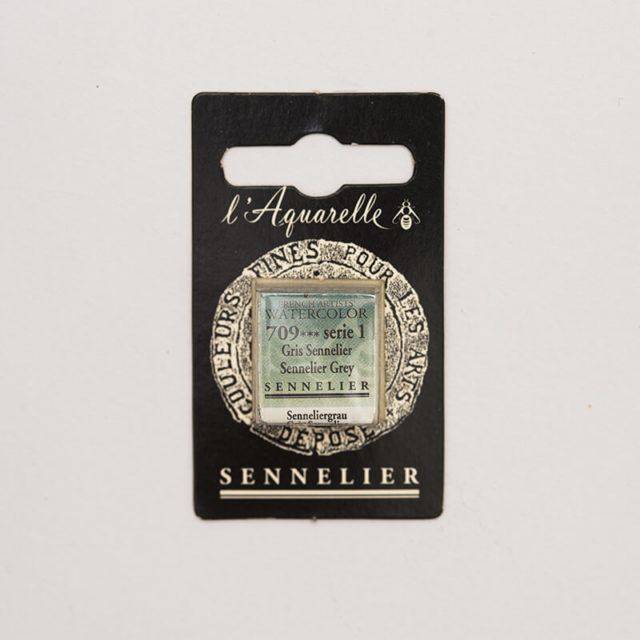 l'Aquarelle
COULEURS FINES POUR LES ARTS
DÉPOSÉ
FRENCH ARTISTS'
WATERCOLOR
709*** serie 1
Gris Sennelier
Sennelier Grey
SENNELIER
Senneliergrau
SENNELIER